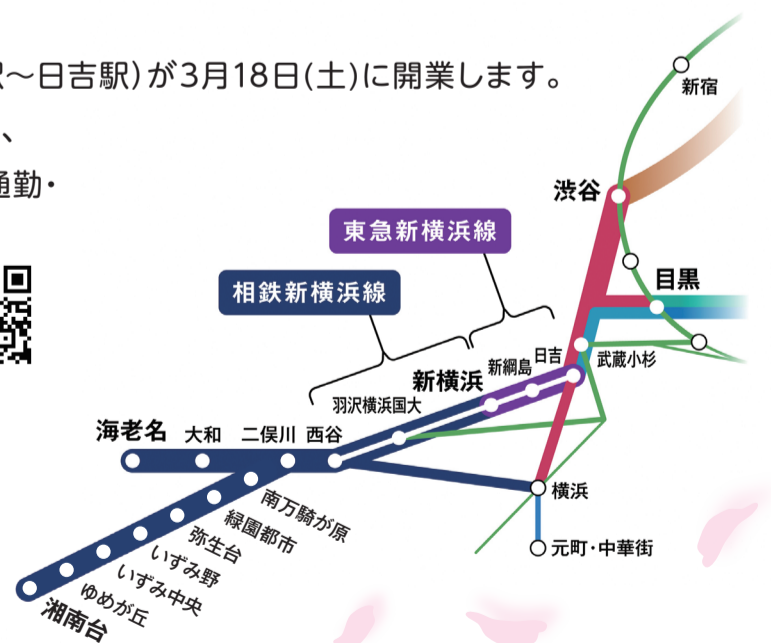 ～日吉駅)が3月18日(土)に開業します。
、
通勤・
新宿
渋谷
東急新横浜線
目黒
相鉄新横浜線
日吉
武蔵小杉
新綱島
新横浜
羽沢横浜国大
海老名
大和
二俣川
西谷
横浜
南万騎が原
緑園都市
弥生台
いずみ野
いずみ中央
ゆめが丘
湘南台
元町・中華街